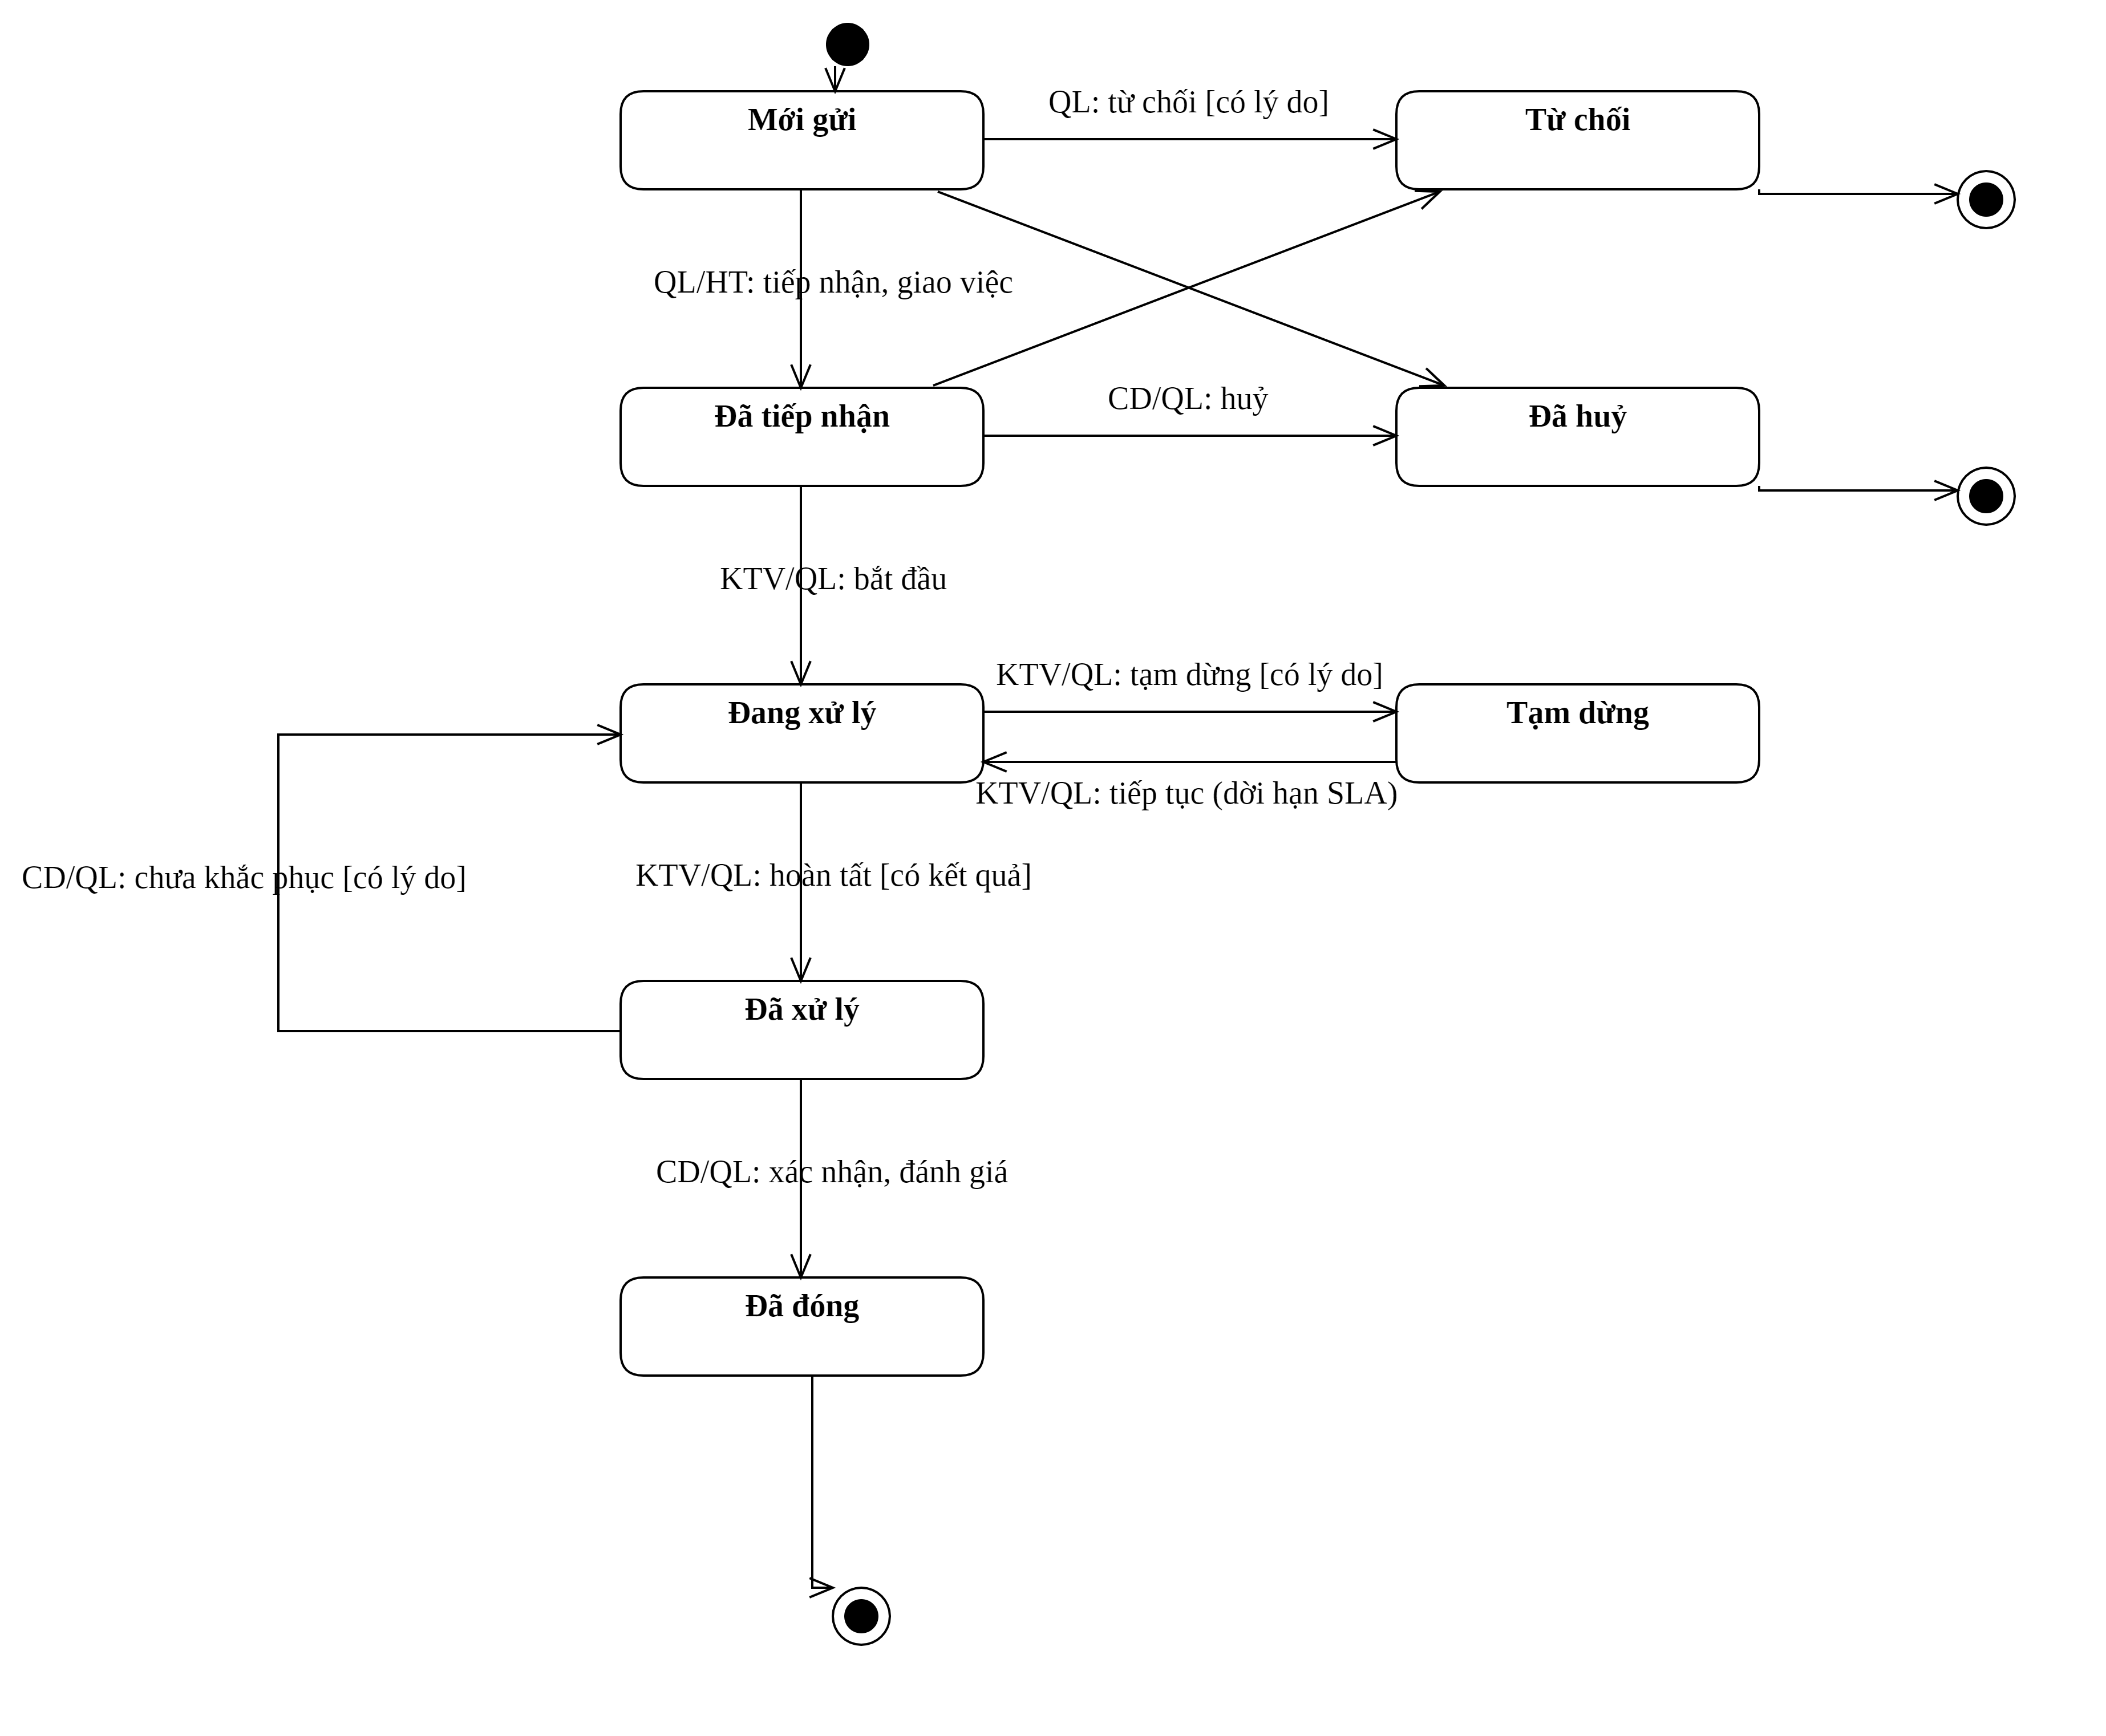 Mới gửi
QL: từ chối [có lý do]
Từ chối
QL/HT: tiếp nhận, giao việc
Đã tiếp nhận
CD/QL: huỷ
Đã huỷ
KTV/QL: bắt đầu
Đang xử lý
KTV/QL: tạm dừng [có lý do]
Tạm dừng
KTV/QL: tiếp tục (dời hạn SLA)
CD/QL: chưa khắc phục [có lý do]
KTV/QL: hoàn tất [có kết quả]
Đã xử lý
CD/QL: xác nhận, đánh giá
Đã đóng